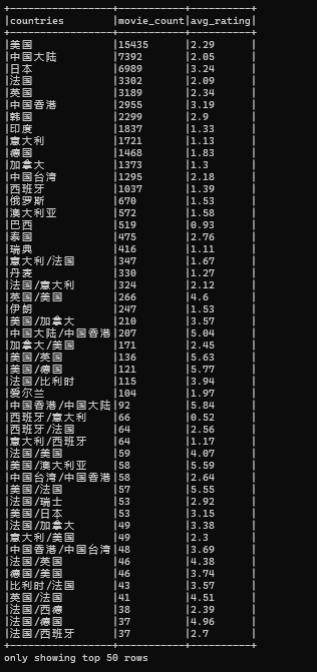 +------------------+-----------+----------+
|countries |movie_count|avg_rating|
+------------------+-----------+----------+
|美国 |15435 |2.29 |
|中国大陆 |7392 |2.05 |
|日本 |6989 |3.24 |
|法国 |3302 |2.09 |
|英国 |3189 |2.34 |
|中国香港 |2955 |3.19 |
|韩国 |2299 |2.9 |
|印度 |1837 |1.33 |
|意大利 |1721 |1.13 |
|德国 |1468 |1.83 |
|加拿大 |1373 |1.3 |
|中国台湾 |1295 |2.18 |
|西班牙 |1037 |1.39 |
|俄罗斯 |670 |1.53 |
|澳大利亚 |572 |1.58 |
|巴西 |519 |0.93 |
|泰国 |475 |2.76 |
|瑞典 |416 |1.11 |
|意大利/法国 |347 |1.67 |
|丹麦 |330 |1.27 |
|法国/意大利 |324 |2.12 |
|英国/美国 |266 |4.6 |
|伊朗 |247 |1.53 |
|美国/加拿大 |210 |3.57 |
|中国大陆/中国香港|207 |5.04 |
|加拿大/美国 |171 |2.45 |
|美国/英国 |136 |5.63 |
|美国/德国 |121 |5.77 |
|法国/比利时 |115 |3.94 |
|爱尔兰 |104 |1.97 |
|中国香港/中国大陆|92 |5.84 |
|西班牙/意大利 |66 |0.52 |
|西班牙/法国 |64 |2.56 |
|意大利/西班牙 |64 |1.17 |
|法国/美国 |59 |4.07 |
|美国/澳大利亚 |58 |5.59 |
|中国台湾/中国香港|58 |2.64 |
|美国/法国 |57 |5.55 |
|法国/瑞士 |53 |2.92 |
|美国/日本 |53 |3.15 |
|法国/加拿大 |49 |3.38 |
|意大利/美国 |49 |2.3 |
|中国香港/中国台湾|48 |3.69 |
|法国/英国 |46 |4.38 |
|德国/美国 |46 |3.74 |
|比利时/法国 |43 |3.57 |
|英国/法国 |41 |4.51 |
|法国/西德 |38 |2.39 |
|法国/德国 |37 |4.96 |
|法国/西班牙 |37 |2.7 |
+------------------+-----------+----------+
only showing top 50 rows